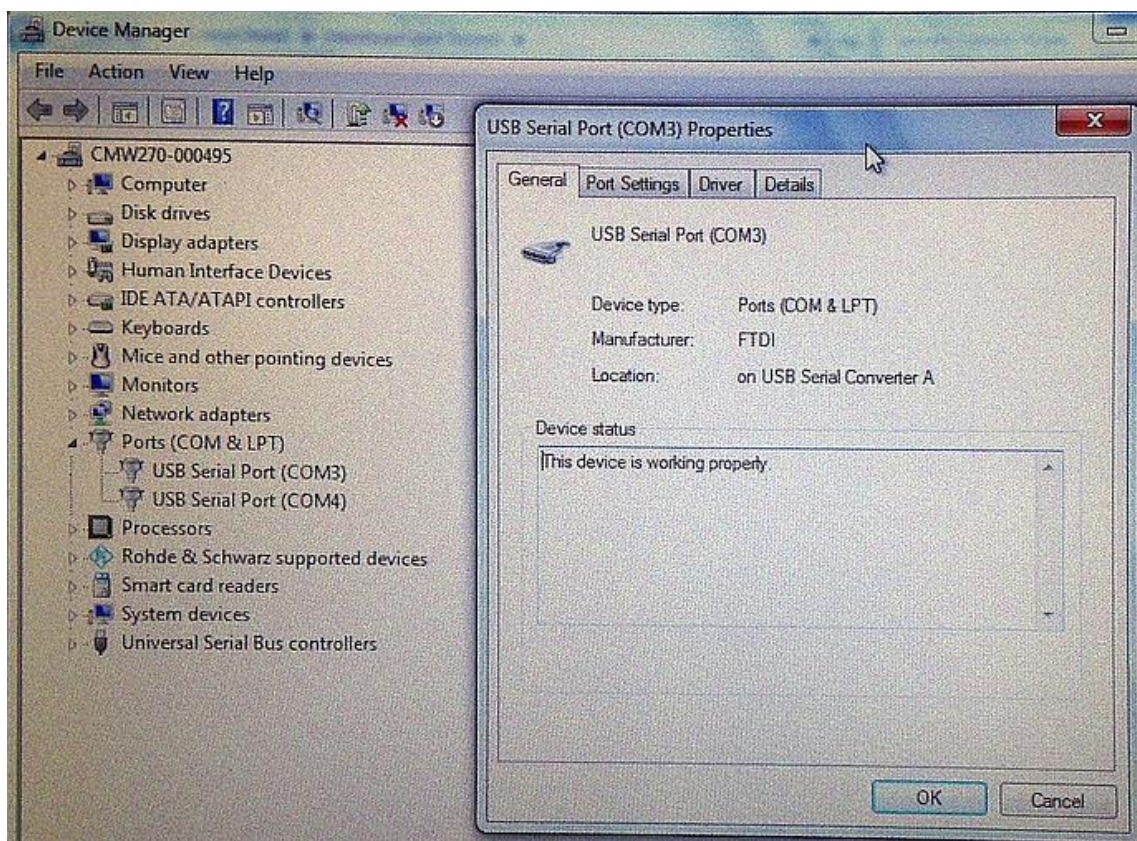 Device Manager
File Action View Help
CMW270-000495
Computer
Disk drives
Display adapters
Human Interface Devices
IDE ATA/ATAPI controllers
Keyboards
Mice and other pointing devices
Monitors
Network adapters
Ports (COM & LPT)
USB Serial Port (COM3)
USB Serial Port (COM4)
Processors
Rohde & Schwarz supported devices
Smart card readers
System devices
Universal Serial Bus controllers
USB Serial Port (COM3) Properties
General Port Settings Driver Details
USB Serial Port (COM3)
Device type: Ports (COM & LPT)
Manufacturer: FTDI
Location: on USB Serial Converter A
Device status
This device is working properly.
OK Cancel